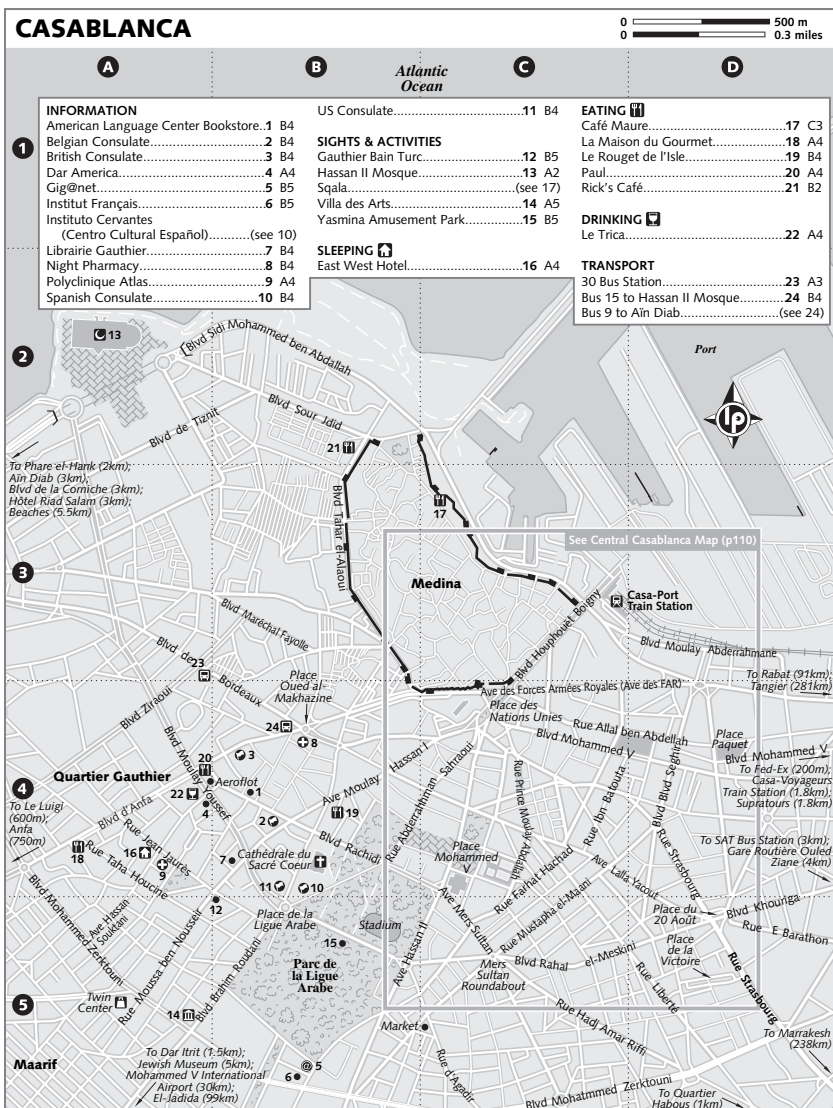 CASABLANCA
0 500 m
0 0.3 miles
A
B
C
D
Atlantic
Ocean
1
INFORMATION
American Language Center Bookstore..1 B4
Belgian Consulate...............................2 B4
British Consulate................................3 B4
Dar America.......................................4 A4
Gig@net............................................5 B5
Institut Français..................................6 B5
Instituto Cervantes
(Centro Cultural Español)..........(see 10)
Librairie Gauthier...............................7 B4
Night Pharmacy.................................8 B4
Polyclinique Atlas...............................9 A4
Spanish Consulate............................10 B4
US Consulate....................................11 B4
SIGHTS & ACTIVITIES
Gauthier Bain Turc............................12 B5
Hassan II Mosque.............................13 A2
Sqala..........................................(see 17)
Villa des Arts....................................14 A5
Yasmina Amusement Park.................15 B5
SLEEPING
East West Hotel................................16 A4
EATING
Café Maure......................................17 C3
La Maison du Gourmet.....................18 A4
Le Rouget de l'Isle............................19 B4
Paul.................................................20 A4
Rick's Café.......................................21 B2
DRINKING
Le Trica............................................22 A4
TRANSPORT
30 Bus Station..................................23 A3
Bus 15 to Hassan II Mosque..............24 B4
Bus 9 to Aïn Diab........................(see 24)
2
13
Blvd Sidi Mohammed ben Abdallah
Port
lp
Blvd Sour Jdid
Blvd de Tiznit
21
To Phare el-Hank (2km);
Aïn Diab (3km);
Blvd de la Corniche (3km);
Hôtel Riad Salam (3km);
Beaches (5.5km)
Blvd Tahar el-Alaoui
17
See Central Casablanca Map (p110)
3
Medina
Casa-Port
Train Station
Blvd Houphouet Boigny
Blvd Maréchal Fayolle
Blvd Moulay Abderrahmane
Blvd de Bordeaux
23
Place
Oued al-
Makhazine
To Rabat (91km);
Tangier (281km)
Ave des Forces Armées Royales (Ave des FAR)
Place des
Nations Unies
Blvd Ziraoui
24
8
Rue Allal ben Abdellah
Blvd Mohammed V
Place
Paquet
Blvd Mohammed V
To Fed-Ex (200m);
Casa-Voyageurs
Train Station (1.8km);
Supratours (1.8km)
Blvd Moulay Youssef
3
Ave Moulay Hassan I
4
Quartier Gauthier
20
Aeroflot
22
1
4
Rue Abderrahman Sahraoui
Rue Prince Moulay Abdallah
Rue Ibn Batouta
Blvd Blvd Seghir
To Le Luigi
(600m);
Anfa
(750m)
Blvd d'Anfa
19
2
Blvd Rachidi
Rue Jean Jaurès
18
16
9
Rue Taha Houcine
7
Cathédrale du
Sacré Coeur
Place
Mohammed
V
Rue Farhat Hachad
Rue Strasbourg
To SAT Bus Station (3km);
Gare Routière Ouled
Ziane (4km)
Ave Lalla Yacout
11
10
Rue Mustapha el-Maani
12
Place de la
Ligue Arabe
Stadium
Ave Mers Sultan
Place du
20 Août
Blvd Khouriga
Rue E Barathon
Ave Hassan
Souktani
Blvd Mohammed Zerktouni
Rue Moussa ben Nousseir
Blvd Brahim Roudani
15
Ave Hassan II
Place
de la
Victoire
Blvd Rahal el-Meskini
Mers
Sultan
Roundabout
Parc de
la Ligue
Arabe
5
Twin
Center
14
Rue Liberté
Rue Strasbourg
Market
Rue Hadj Amar Riffi
To Marrakesh
(238km)
Maarif
To Dar Itrit (1.5km);
Jewish Museum (5km);
Mohammed V International
Airport (30km);
El-Jadida (99km)
5
6
Rue d'Agadir
Blvd Mohatmmed Zerktouni
To Quartier
Habous (1km)